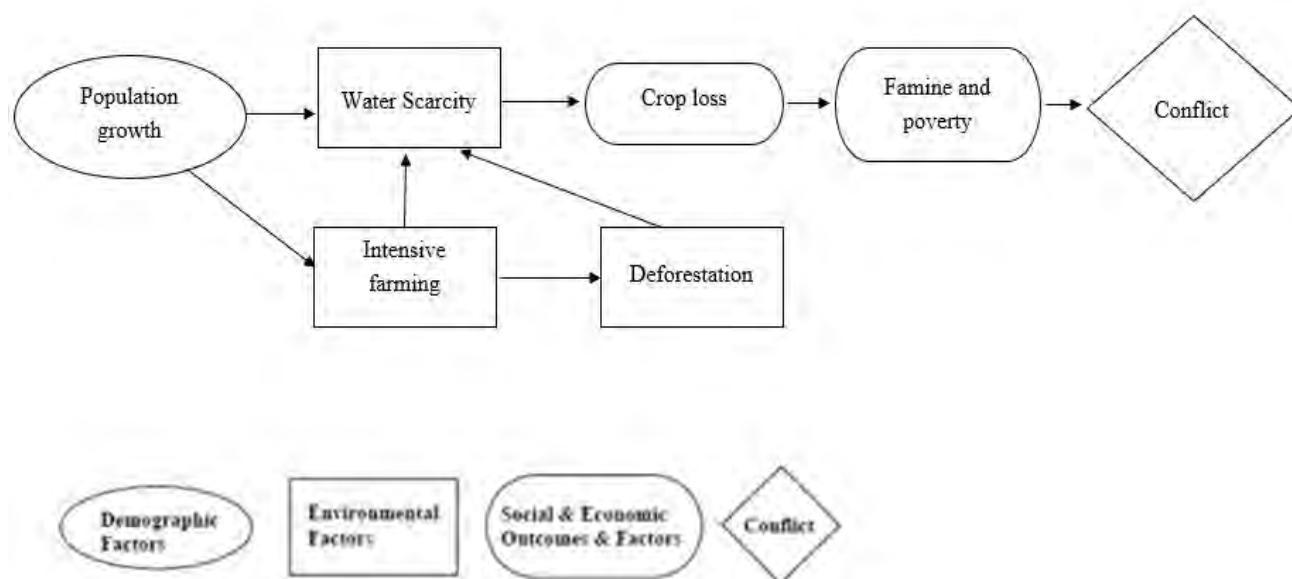 Population
growth
Water Scarcity
Crop loss
Famine and
poverty
Conflict
Intensive
farming
Deforestation
Demographic
Factors
Environmental
Factors
Social & Economic
Outcomes & Factors
Conflict